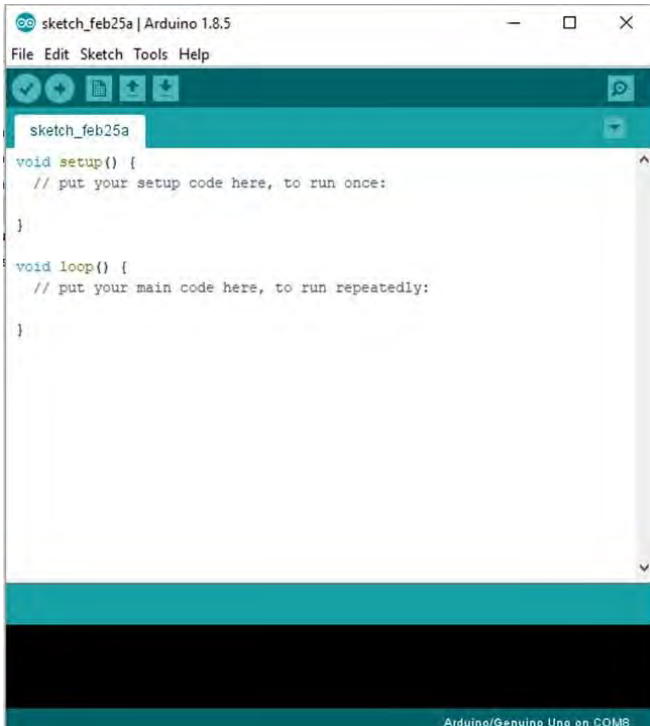 sketch_feb25a | Arduino 1.8.5
File Edit Sketch Tools Help
sketch_feb25a
void setup() {
  // put your setup code here, to run once:
}
void loop() {
  // put your main code here, to run repeatedly:
}
Arduino/Genuino Uno on COM8